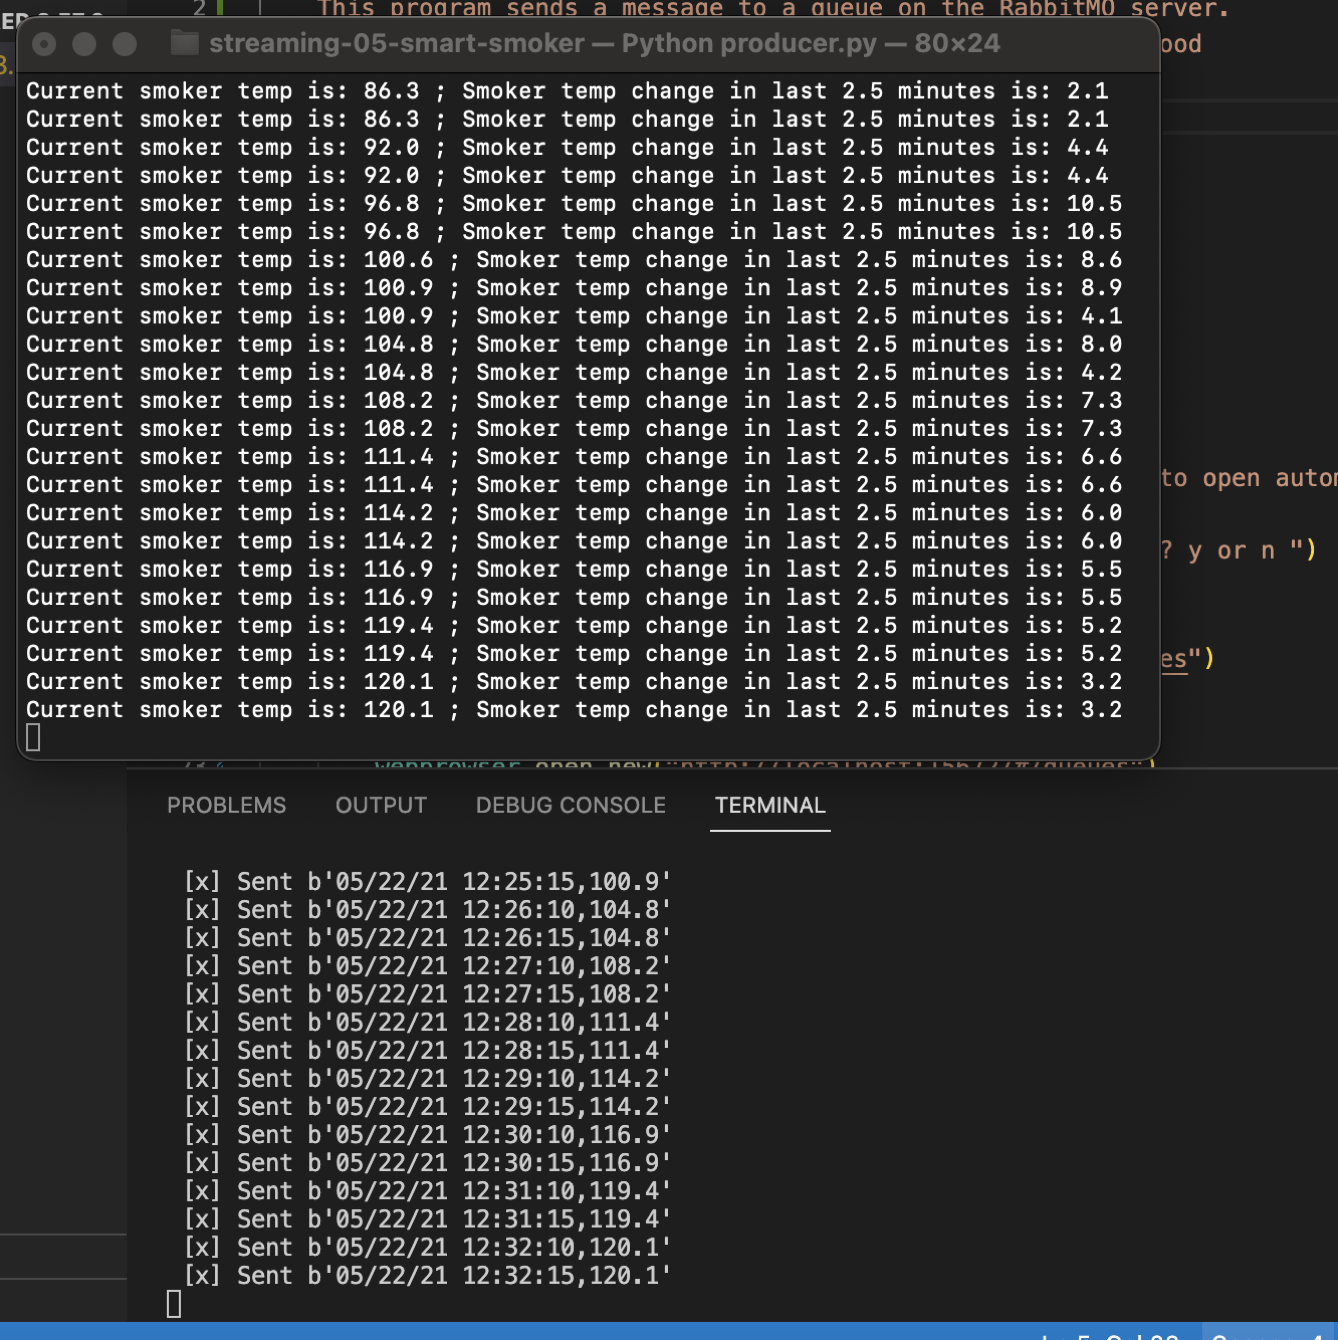 2 This program sends a message to a queue on the RabbitMQ server.
streaming-05-smart-smoker — Python producer.py — 80×24
ood
3.
Current smoker temp is: 86.3 ; Smoker temp change in last 2.5 minutes is: 2.1
Current smoker temp is: 86.3 ; Smoker temp change in last 2.5 minutes is: 2.1
Current smoker temp is: 92.0 ; Smoker temp change in last 2.5 minutes is: 4.4
Current smoker temp is: 92.0 ; Smoker temp change in last 2.5 minutes is: 4.4
Current smoker temp is: 96.8 ; Smoker temp change in last 2.5 minutes is: 10.5
Current smoker temp is: 96.8 ; Smoker temp change in last 2.5 minutes is: 10.5
Current smoker temp is: 100.6 ; Smoker temp change in last 2.5 minutes is: 8.6
Current smoker temp is: 100.9 ; Smoker temp change in last 2.5 minutes is: 8.9
Current smoker temp is: 100.9 ; Smoker temp change in last 2.5 minutes is: 4.1
Current smoker temp is: 104.8 ; Smoker temp change in last 2.5 minutes is: 8.0
Current smoker temp is: 104.8 ; Smoker temp change in last 2.5 minutes is: 4.2
Current smoker temp is: 108.2 ; Smoker temp change in last 2.5 minutes is: 7.3
Current smoker temp is: 108.2 ; Smoker temp change in last 2.5 minutes is: 7.3
Current smoker temp is: 111.4 ; Smoker temp change in last 2.5 minutes is: 6.6
Current smoker temp is: 111.4 ; Smoker temp change in last 2.5 minutes is: 6.6
Current smoker temp is: 114.2 ; Smoker temp change in last 2.5 minutes is: 6.0
Current smoker temp is: 114.2 ; Smoker temp change in last 2.5 minutes is: 6.0
Current smoker temp is: 116.9 ; Smoker temp change in last 2.5 minutes is: 5.5
Current smoker temp is: 116.9 ; Smoker temp change in last 2.5 minutes is: 5.5
Current smoker temp is: 119.4 ; Smoker temp change in last 2.5 minutes is: 5.2
Current smoker temp is: 119.4 ; Smoker temp change in last 2.5 minutes is: 5.2
Current smoker temp is: 120.1 ; Smoker temp change in last 2.5 minutes is: 3.2
Current smoker temp is: 120.1 ; Smoker temp change in last 2.5 minutes is: 3.2
to open autom
? y or n ")
es")
webbrowser.open_new("http://localhost:15672/#/queues")
PROBLEMS OUTPUT DEBUG CONSOLE TERMINAL
[x] Sent b'05/22/21 12:25:15,100.9'
[x] Sent b'05/22/21 12:26:10,104.8'
[x] Sent b'05/22/21 12:26:15,104.8'
[x] Sent b'05/22/21 12:27:10,108.2'
[x] Sent b'05/22/21 12:27:15,108.2'
[x] Sent b'05/22/21 12:28:10,111.4'
[x] Sent b'05/22/21 12:28:15,111.4'
[x] Sent b'05/22/21 12:29:10,114.2'
[x] Sent b'05/22/21 12:29:15,114.2'
[x] Sent b'05/22/21 12:30:10,116.9'
[x] Sent b'05/22/21 12:30:15,116.9'
[x] Sent b'05/22/21 12:31:10,119.4'
[x] Sent b'05/22/21 12:31:15,119.4'
[x] Sent b'05/22/21 12:32:10,120.1'
[x] Sent b'05/22/21 12:32:15,120.1'